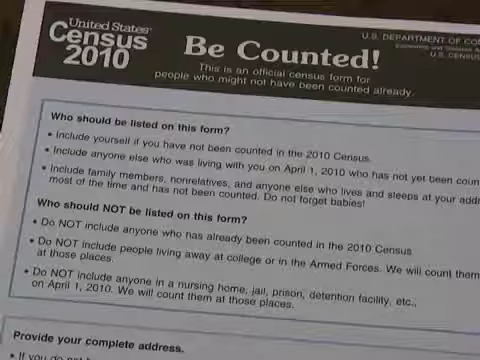 United States
Census
2010
Be Counted!
This is an official census form for
people who might not have been counted already.
U.S. DEPARTMENT OF
U.S.
Who should be listed on this form?
• Include yourself if you have not been counted in the 2010 Census.
• Include anyone else who was living with you on April 1, 2010 who has not yet been
• Include family members, nonrelatives, and anyone else who lives and sleeps at your
most of the time and has not been counted. Do not forget babies!
Who should NOT be listed on this form?
• Do NOT include anyone who has already been counted in the 2010 Census.
• Do NOT include people living away at college or in the Armed Forces. We will count them
at those places.
• Do NOT include anyone in a nursing home, jail, prison, detention facility, etc.,
on April 1, 2010. We will count them at those places.
Provide your complete address.
• If you do